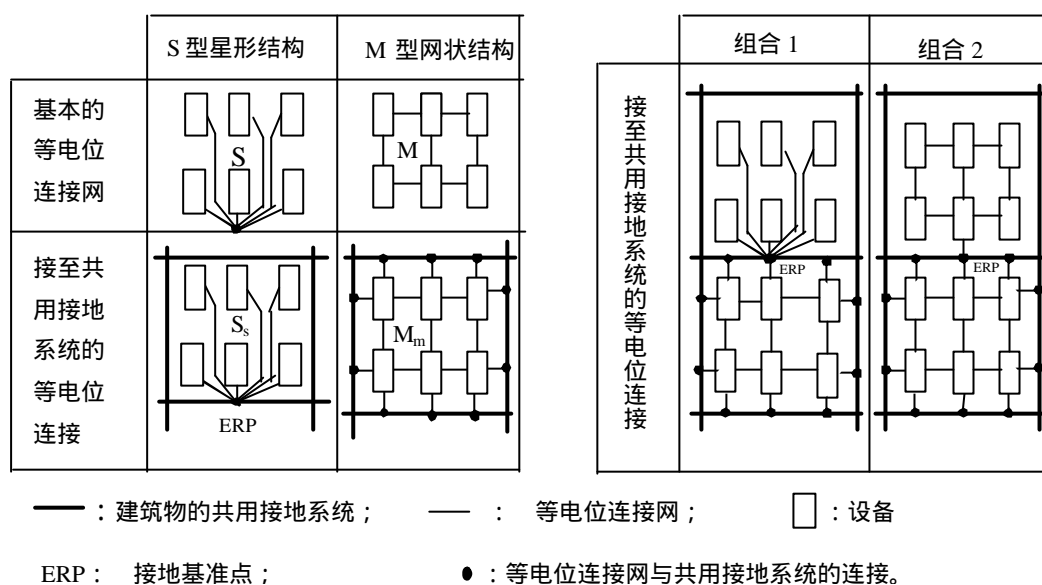 S 型星形结构
M 型网状结构
基本的
等电位
连接网
S
M
接至共
用接地
系统的
等电位
连接
Ss
ERP
Mm
组合 1
组合 2
接至共用接地系统的等电位连接
ERP
ERP
：建筑物的共用接地系统；
： 等电位连接网；
：设备
ERP： 接地基准点；
：等电位连接网与共用接地系统的连接。